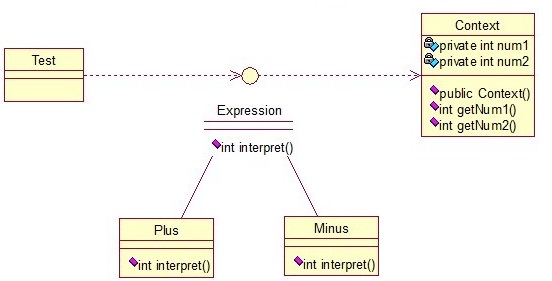 Test
Context
private int num1
private int num2
public Context()
int getNum1()
int getNum2()
Expression
int interpret()
Plus
int interpret()
Minus
int interpret()